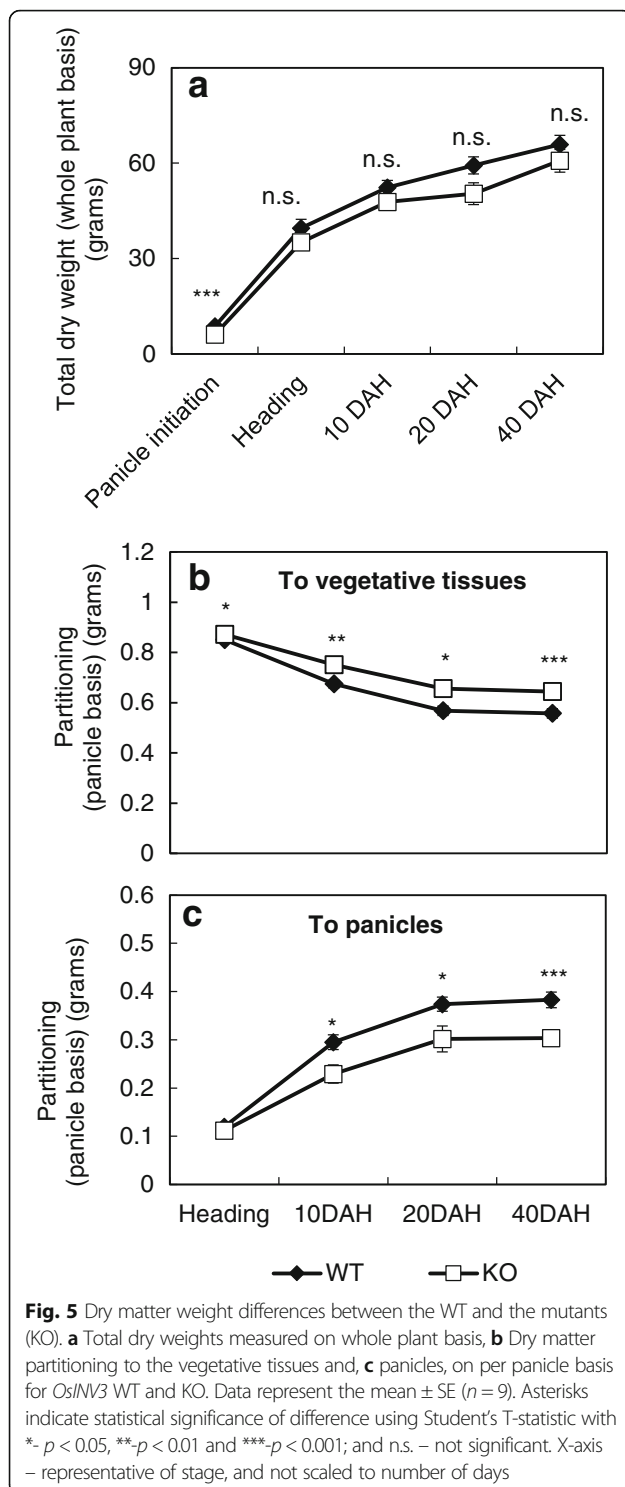 a
Total dry weight (whole plant basis)
(grams)
90
60
30
0
***
n.s.
n.s.
n.s.
n.s.
Panicle initiation
Heading
10 DAH
20 DAH
40 DAH
b
To vegetative tissues
Partitioning
(panicle basis) (grams)
1.2
1
0.8
0.6
0.4
0.2
0
*
**
*
***
c
To panicles
Partitioning
(panicle basis) (grams)
0.6
0.5
0.4
0.3
0.2
0.1
0
*
*
***
Heading
10DAH
20DAH
40DAH
WT
KO
Fig. 5 Dry matter weight differences between the WT and the mutants
(KO). a Total dry weights measured on whole plant basis, b Dry matter
partitioning to the vegetative tissues and, c panicles, on per panicle basis
for OsINV3 WT and KO. Data represent the mean ± SE (n = 9). Asterisks
indicate statistical significance of difference using Student's T-statistic with
*- p < 0.05, **-p < 0.01 and ***-p < 0.001; and n.s. – not significant. X-axis
– representative of stage, and not scaled to number of days